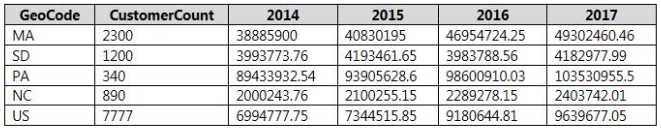 GeoCode CustomerCount 2014 2015 2016 2017
MA 2300 38885900 40830195 46954724.25 49302460.46
SD 1200 3993773.76 4193461.65 3983788.56 4182977.99
PA 340 89433932.54 93905628.6 98600910.03 103530955.5
NC 890 2000243.76 2100255.15 2289278.15 2403742.01
US 7777 6994777.75 7344515.85 9180644.81 9639677.05